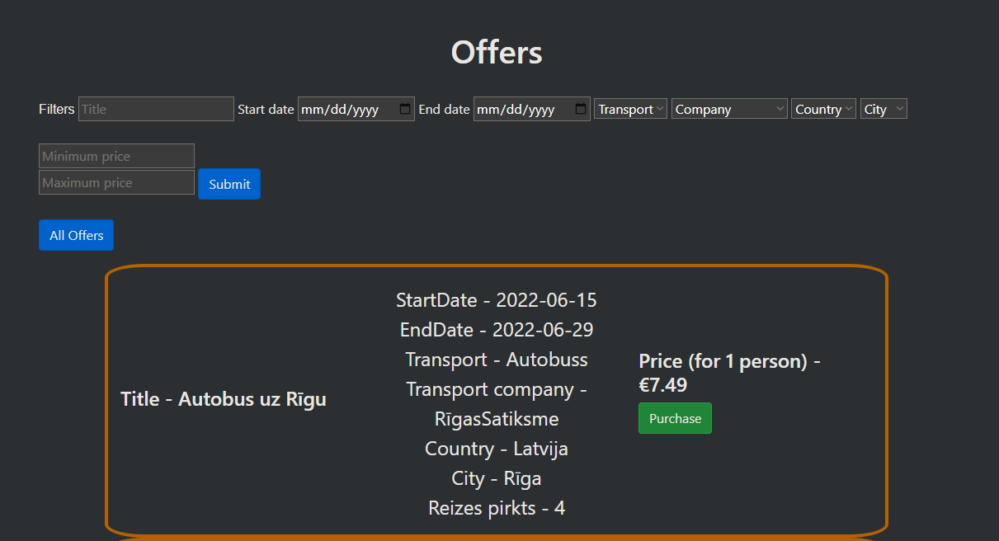 Offers
Filters Title Start date mm/dd/yyyy End date mm/dd/yyyy Transport Company Country City
Minimum price
Maximum price Submit
All Offers
Title - Autobus uz Rīgu
StartDate - 2022-06-15
EndDate - 2022-06-29
Transport - Autobuss
Transport company -
RīgasSatiksme
Country - Latvija
City - Rīga
Reizes pirkts - 4
Price (for 1 person) -
€7.49
Purchase